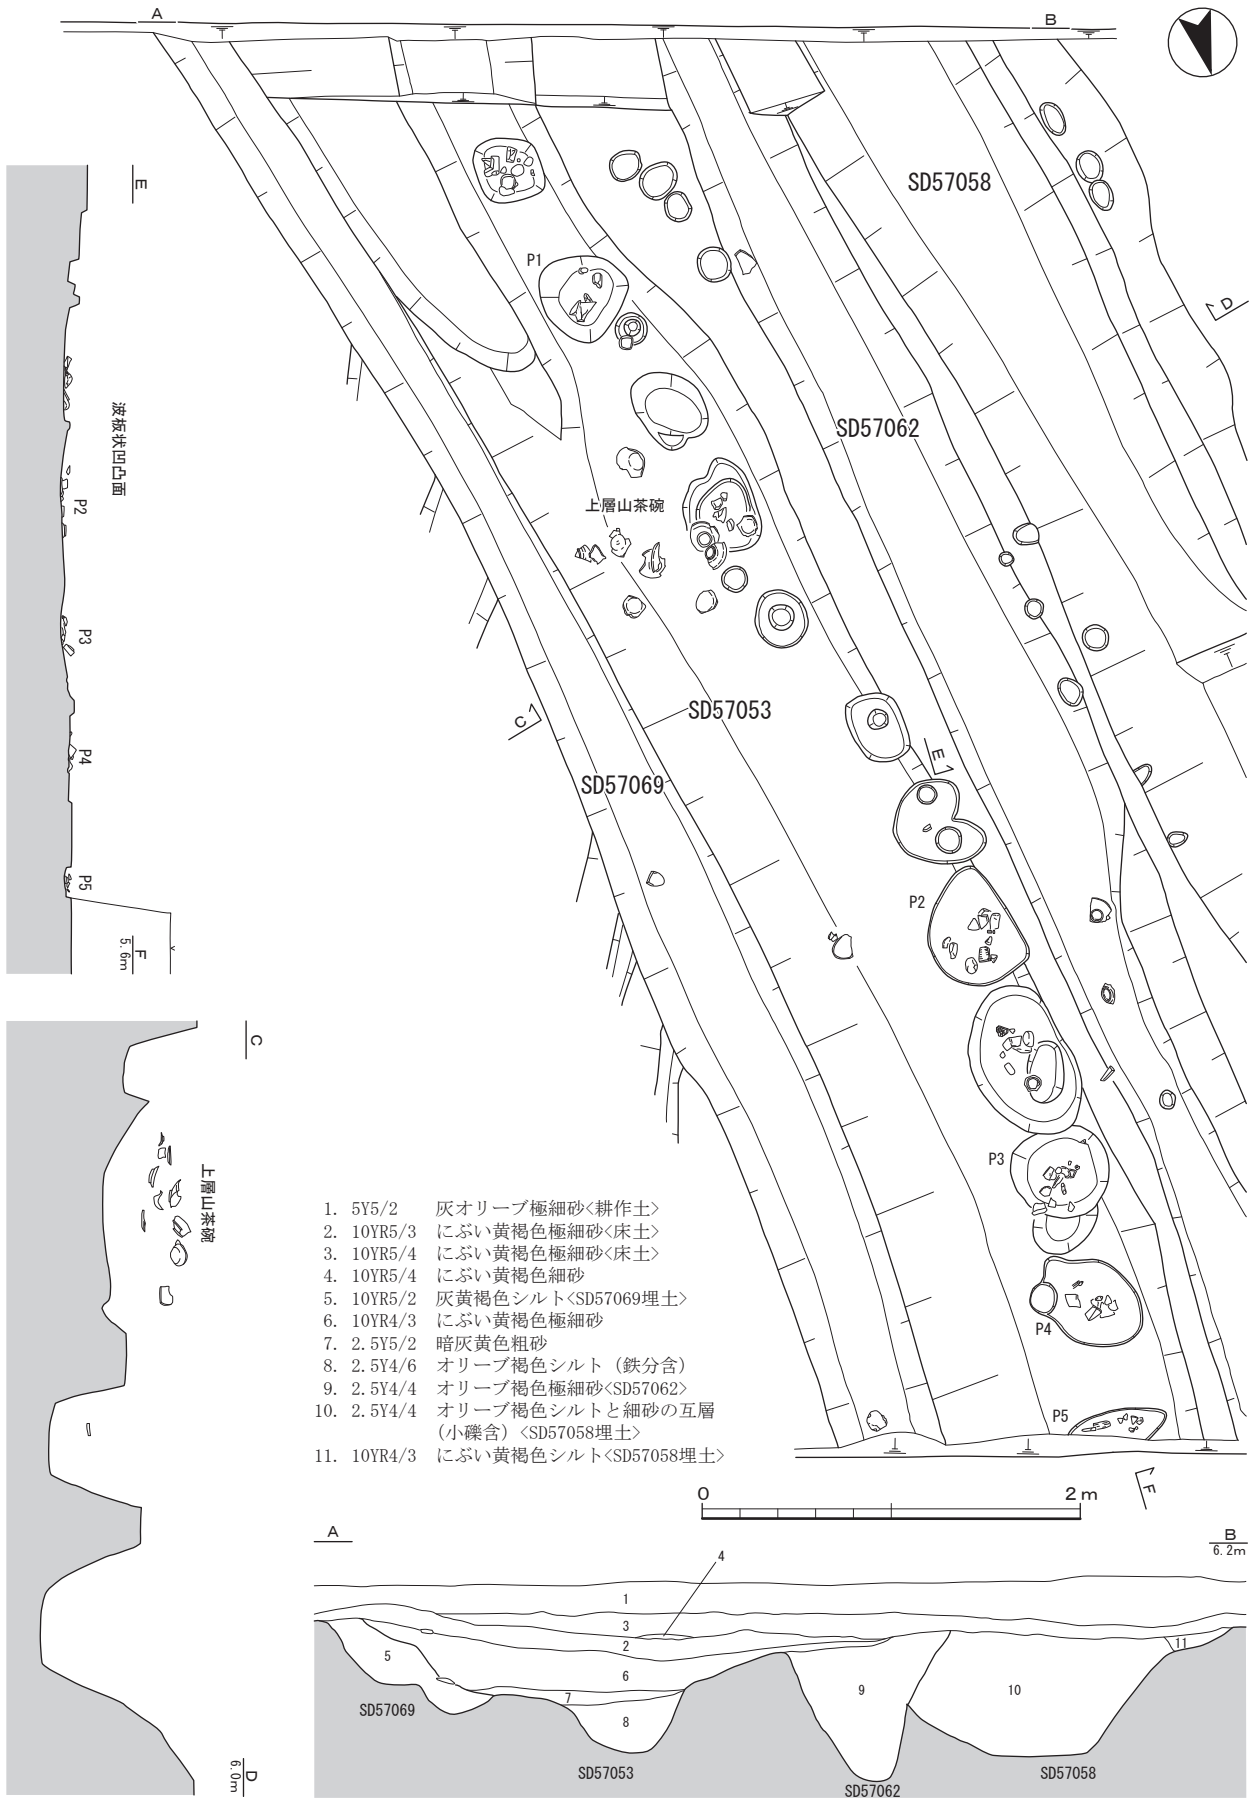 A
B
SD57058
D
E
P1
波板状凹凸面
SD57062
P2
上層山茶碗
P3
SD57053
C
E
P4
SD57069
P5
P2
F
5.6m
C
P3
上層山茶碗
P4
P5
1. 5Y5/2 灰オリーブ極細砂<耕作土>
2. 10YR5/3 にぶい黄褐色極細砂<床土>
3. 10YR5/4 にぶい黄褐色極細砂<床土>
4. 10YR5/4 にぶい黄褐色細砂
5. 10YR5/2 灰黄褐色シルト<SD57069埋土>
6. 10YR4/3 にぶい黄褐色極細砂
7. 2.5Y5/2 暗灰黄色粗砂
8. 2.5Y4/6 オリーブ褐色シルト（鉄分含）
9. 2.5Y4/4 オリーブ褐色極細砂<SD57062>
10. 2.5Y4/4 オリーブ褐色シルトと細砂の互層
（小礫含）<SD57058埋土>
11. 10YR4/3 にぶい黄褐色シルト<SD57058埋土>
F
0 2m
A
B
6.2m
4
1
3
2
11
5
6
7
8
9
10
SD57069
SD57053
SD57062
SD57058
D
6.0m